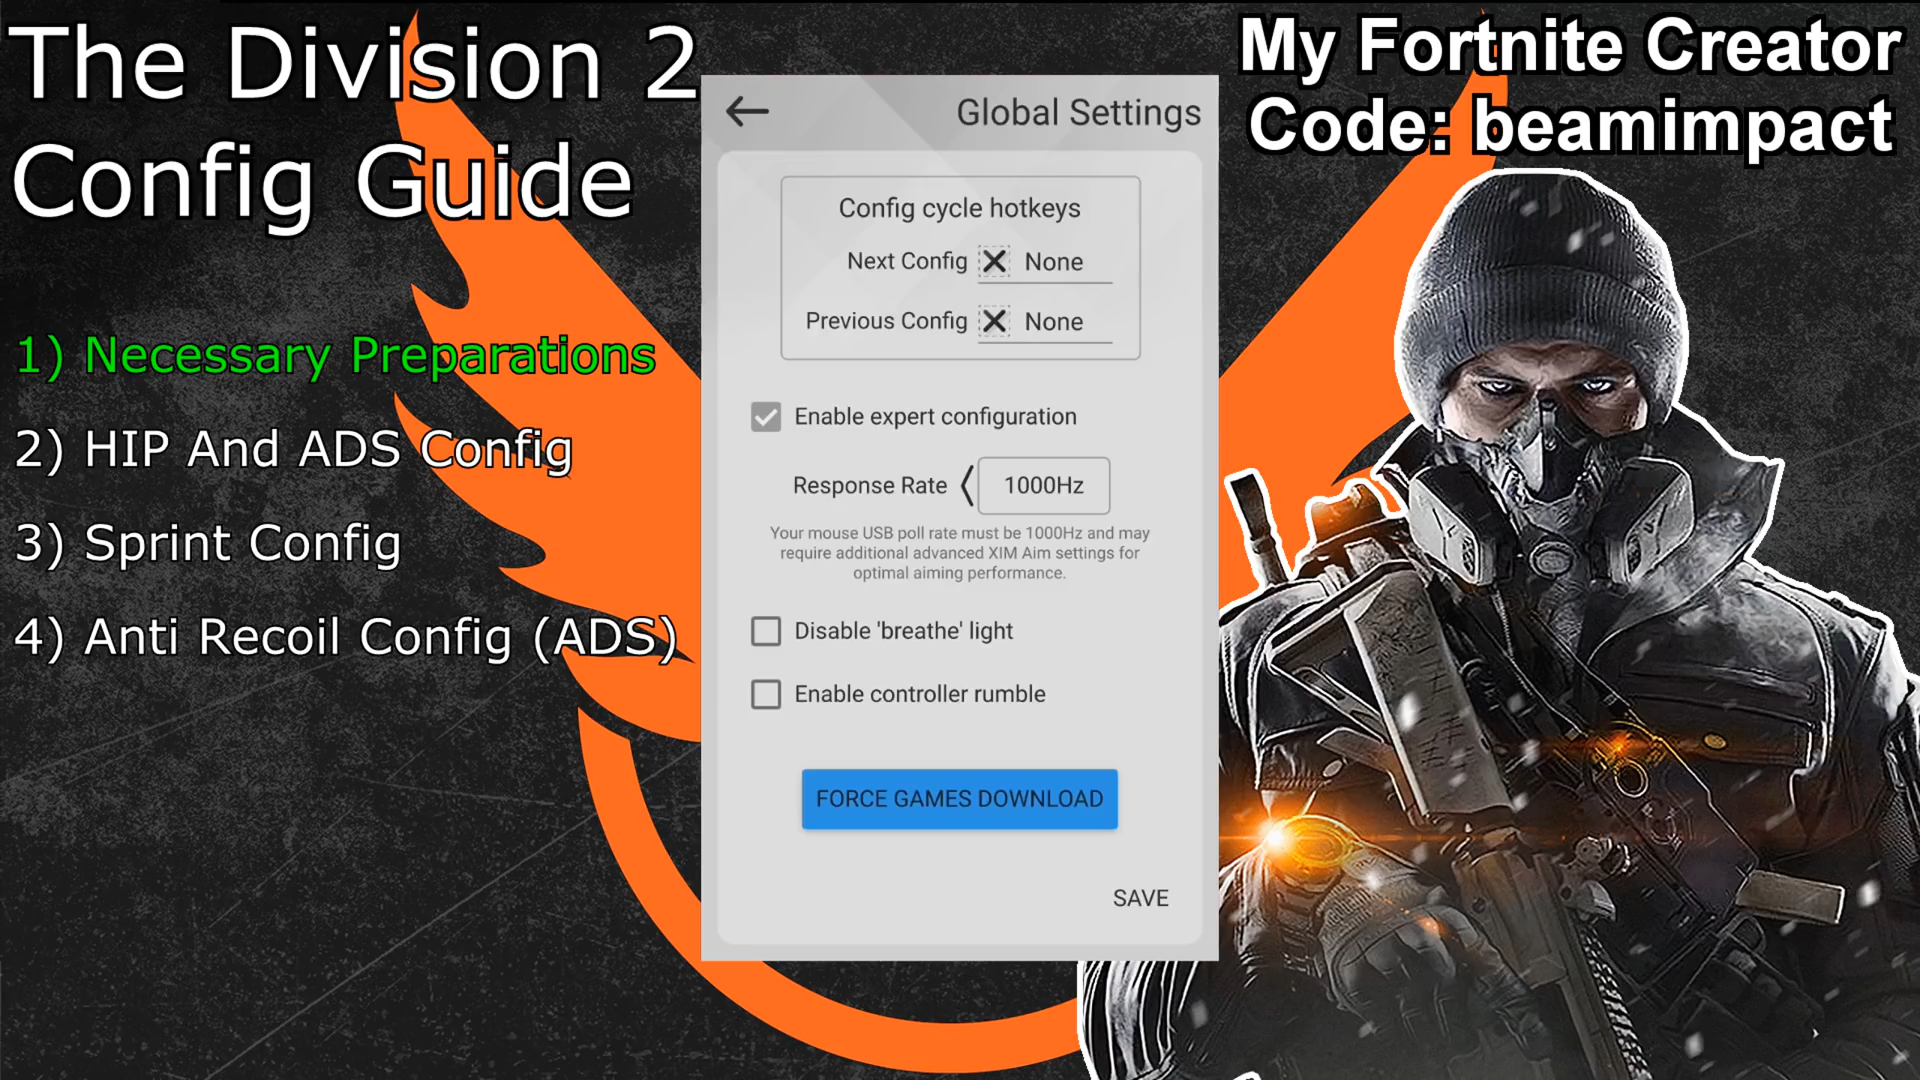 The Division 2
Config Guide
1) Necessary Preparations
2) HIP And ADS Config
3) Sprint Config
4) Anti Recoil Config (ADS)
Global Settings
Config cycle hotkeys
Next Config None
Previous Config None
Enable expert configuration
Response Rate 1000Hz
Your mouse USB poll rate must be 1000Hz and may
require additional advanced XIM Aim settings for
optimal aiming performance.
Disable 'breathe' light
Enable controller rumble
FORCE GAMES DOWNLOAD
SAVE
My Fortnite Creator
Code: beamimpact